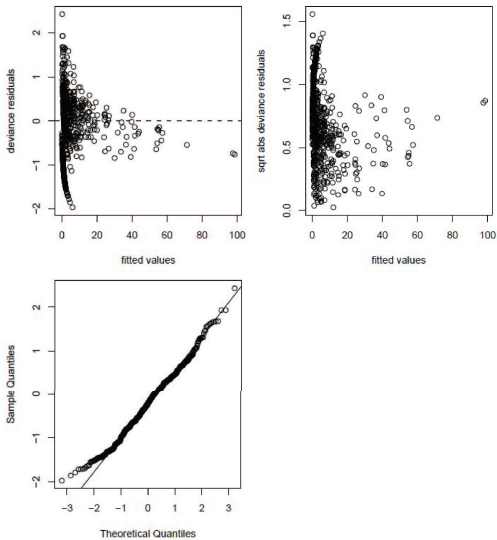 deviance residuals
2
1
0
−1
−2
0 20 40 60 80 100
fitted values
sqrt abs deviance residuals
1.5
1.0
0.5
0.0
0 20 40 60 80 100
fitted values
Sample Quantiles
2
1
0
−1
−2
−3 −2 −1 0 1 2 3
Theoretical Quantiles